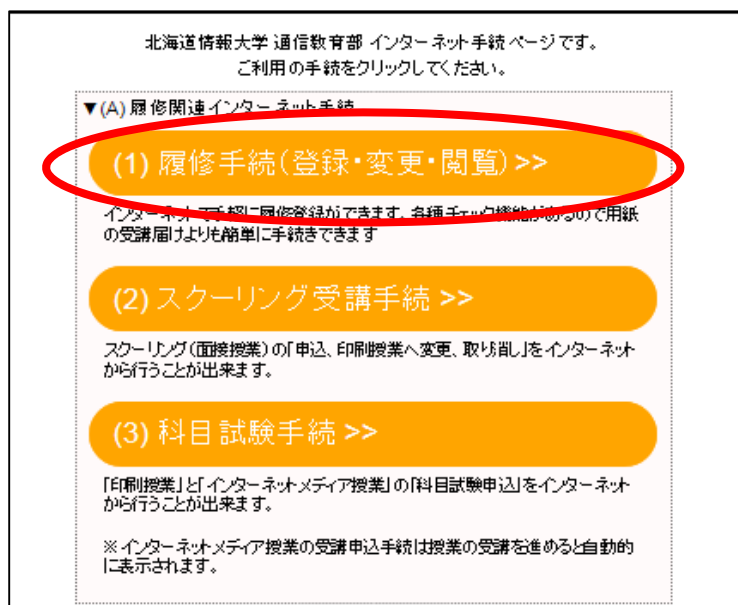 北海道情報大学 通信教育部 インターネット手続ページです。
ご利用の手続をクリックしてください。
▼(A) 履修関連インターネット手続
(1) 履修手続(登録・変更・閲覧) >>
インターネットで手軽に履修登録ができます。各種チェック機能があるので用紙
の受講届けよりも簡単に手続きできます
(2) スクーリング受講手続 >>
スクーリング(面接授業)の「申込、印刷授業へ変更、取り消し」をインターネット
から行うことが出来ます。
(3) 科目試験手続 >>
「印刷授業」と「インターネットメディア授業」の「科目試験申込」をインターネット
から行うことが出来ます。
※インターネットメディア授業の受講申込手続は授業の受講を進めると自動的
に表示されます。